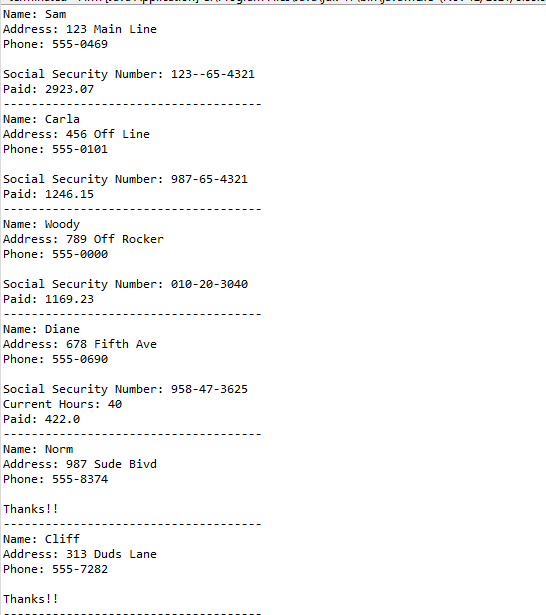 Name: Sam
Address: 123 Main Line
Phone: 555-0469
Social Security Number: 123--65-4321
Paid: 2923.07
-------------------------------------
Name: Carla
Address: 456 Off Line
Phone: 555-0101
Social Security Number: 987-65-4321
Paid: 1246.15
-------------------------------------
Name: Woody
Address: 789 Off Rocker
Phone: 555-0000
Social Security Number: 010-20-3040
Paid: 1169.23
-------------------------------------
Name: Diane
Address: 678 Fifth Ave
Phone: 555-0690
Social Security Number: 958-47-3625
Current Hours: 40
Paid: 422.0
-------------------------------------
Name: Norm
Address: 987 Sude Bivd
Phone: 555-8374
Thanks!!
-------------------------------------
Name: Cliff
Address: 313 Duds Lane
Phone: 555-7282
Thanks!!
-------------------------------------